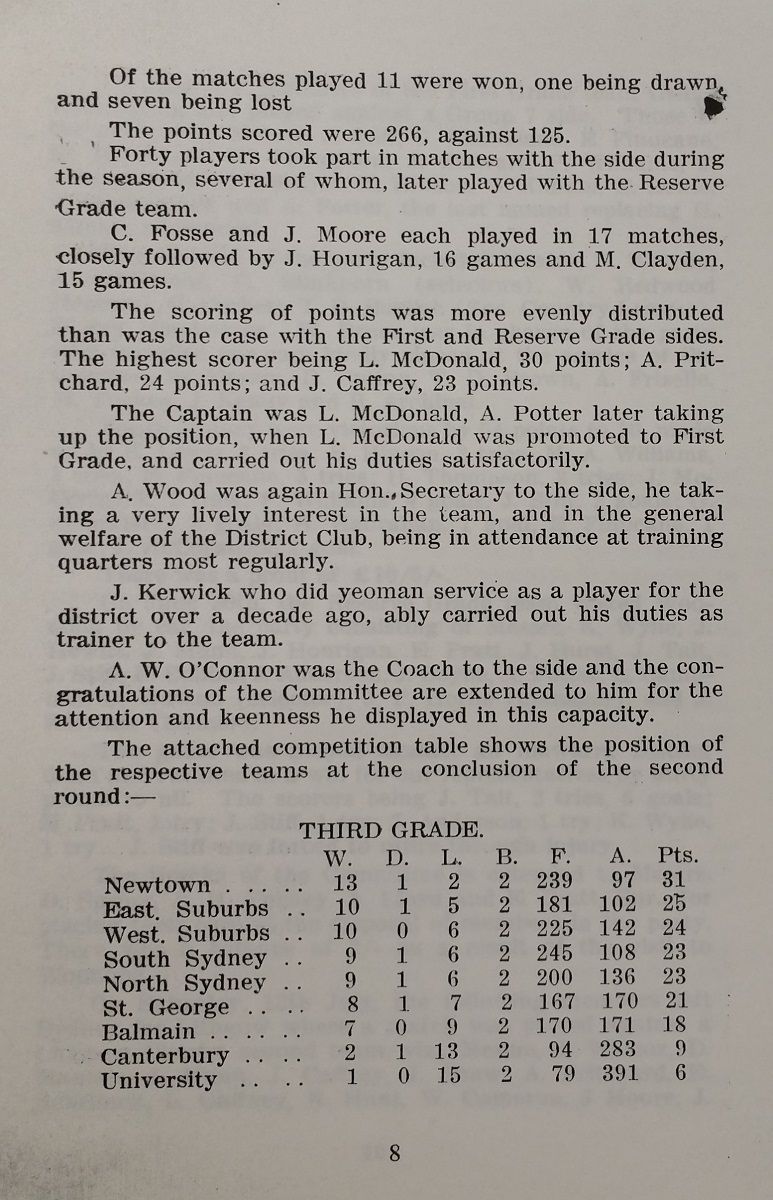 Of the matches played 11 were won, one being drawn,
and seven being lost
The points scored were 266, against 125.
Forty players took part in matches with the side during
the season, several of whom, later played with the Reserve
Grade team.
C. Fosse and J. Moore each played in 17 matches,
closely followed by J. Hourigan, 16 games and M. Clayden,
15 games.
The scoring of points was more evenly distributed
than was the case with the First and Reserve Grade sides.
The highest scorer being L. McDonald, 30 points; A. Prit-
chard, 24 points; and J. Caffrey, 23 points.
The Captain was L. McDonald, A. Potter later taking
up the position, when L. McDonald was promoted to First
Grade, and carried out his duties satisfactorily.
A. Wood was again Hon., Secretary to the side, he tak-
ing a very lively interest in the team, and in the general
welfare of the District Club, being in attendance at training
quarters most regularly.
J. Kerwick who did yeoman service as a player for the
district over a decade ago, ably carried out his duties as
trainer to the team.
A. W. O'Connor was the Coach to the side and the con-
gratulations of the Committee are extended to him for the
attention and keenness he displayed in this capacity.
The attached competition table shows the position of
the respective teams at the conclusion of the second
round:—
THIRD GRADE.
W. D. L. B. F. A. Pts.
Newtown . . . . . 13 1 2 2 239 97 31
East. Suburbs . . 10 1 5 2 181 102 25
West. Suburbs . . 10 0 6 2 225 142 24
South Sydney . . 9 1 6 2 245 108 23
North Sydney . . 9 1 6 2 200 136 23
St. George . . . . 8 1 7 2 167 170 21
Balmain . . . . . . 7 0 9 2 170 171 18
Canterbury . . . . 2 1 13 2 94 283 9
University . . . . 1 0 15 2 79 391 6
8